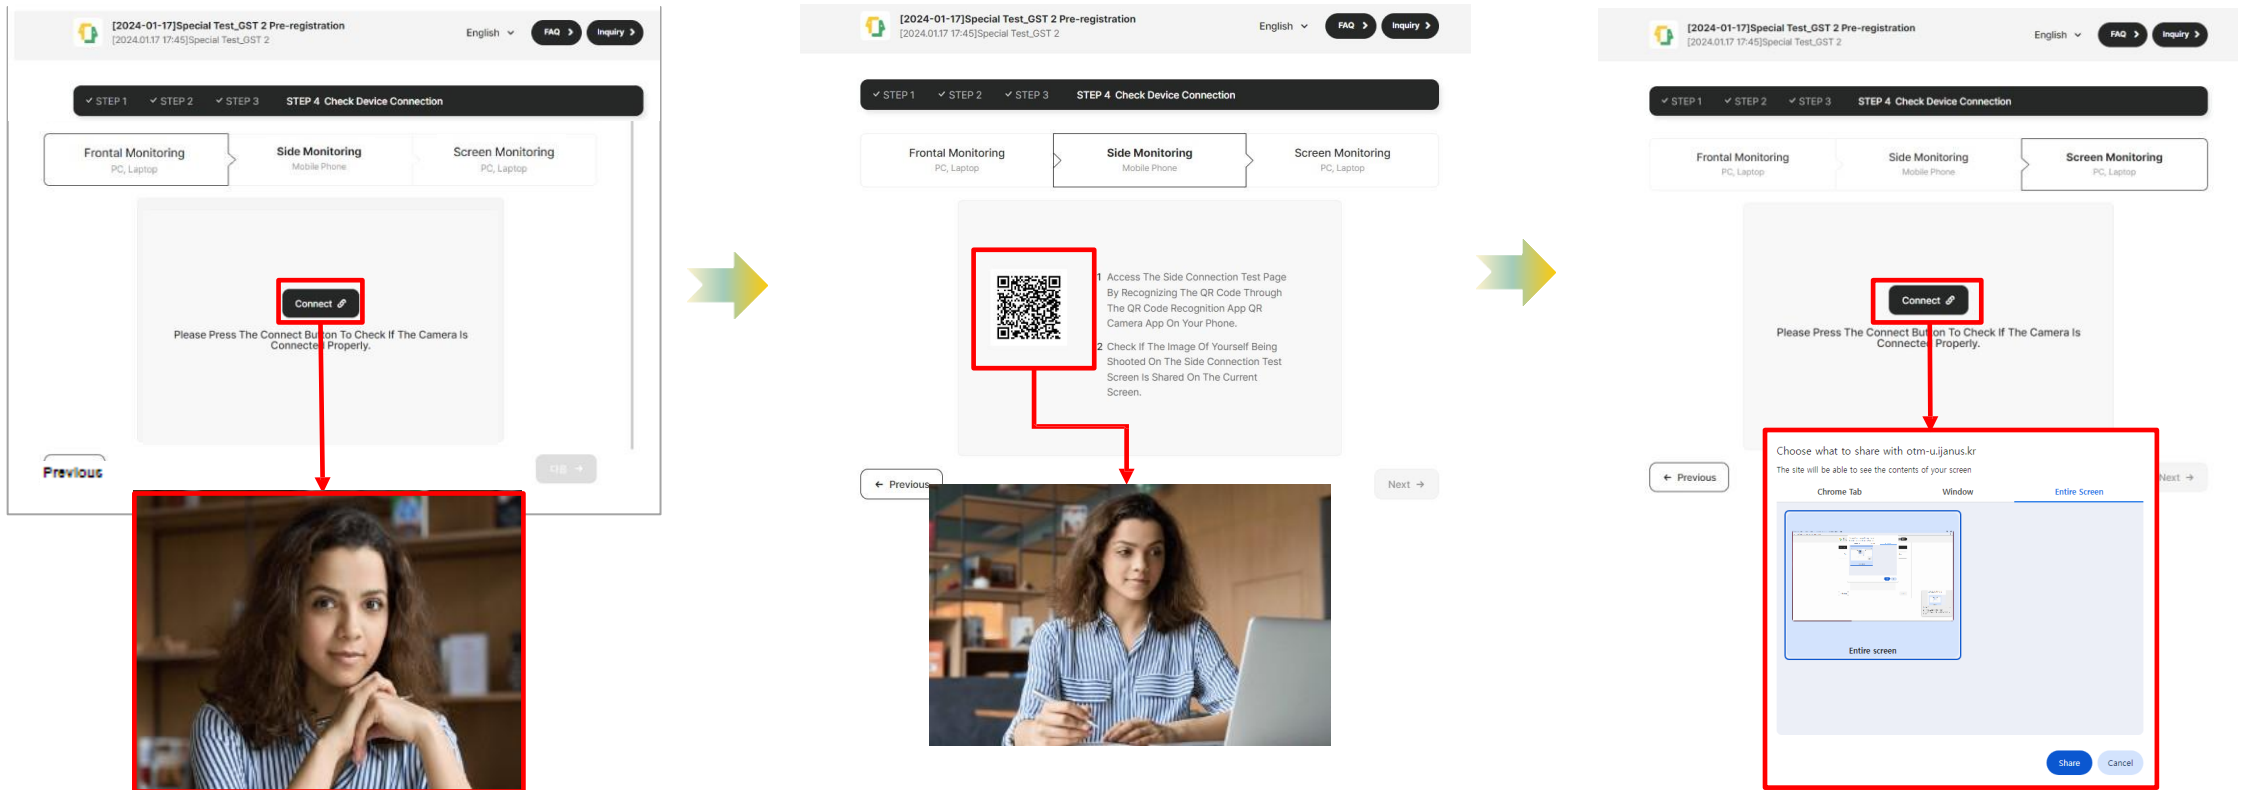 [2024-01-17]Special Test_GST 2 Pre-registration
[2024.01.17 17:45]Special Test_GST 2
English
FAQ
Inquiry
STEP 1
STEP 2
STEP 3
STEP 4 Check Device Connection
Frontal Monitoring
PC, Laptop
Side Monitoring
Mobile Phone
Screen Monitoring
PC, Laptop
Connect
Please Press The Connect Button To Check If The Camera Is
Connected Properly.
Previous
다음 →
[2024-01-17]Special Test_GST 2 Pre-registration
[2024.01.17 17:45]Special Test_GST 2
English
FAQ
Inquiry
STEP 1
STEP 2
STEP 3
STEP 4 Check Device Connection
Frontal Monitoring
PC, Laptop
Side Monitoring
Mobile Phone
Screen Monitoring
PC, Laptop
1 Access The Side Connection Test Page
By Recognizing The QR Code Through
The QR Code Recognition App QR
Camera App On Your Phone.
2 Check If The Image Of Yourself Being
Shooted On The Side Connection Test
Screen Is Shared On The Current
Screen.
← Previous
Next →
[2024-01-17]Special Test_GST 2 Pre-registration
[2024.01.17 17:45]Special Test_GST 2
English
FAQ
Inquiry
STEP 1
STEP 2
STEP 3
STEP 4 Check Device Connection
Frontal Monitoring
PC, Laptop
Side Monitoring
Mobile Phone
Screen Monitoring
PC, Laptop
Connect
Please Press The Connect Button To Check If The Camera Is
Connected Properly.
← Previous
Next →
Choose what to share with otm-u.ijanus.kr
The site will be able to see the contents of your screen
Chrome Tab
Window
Entire Screen
Entire screen
Share
Cancel